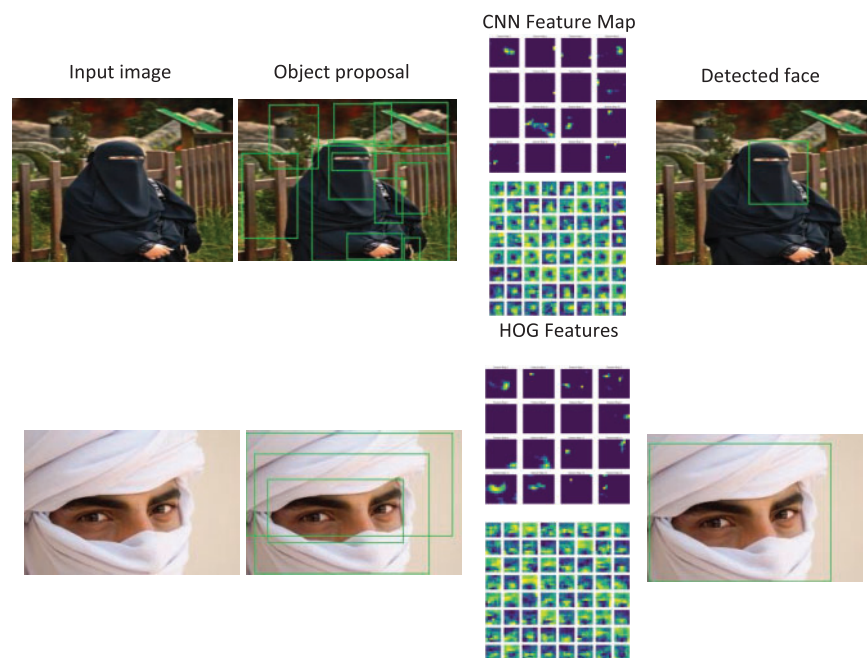 CNN Feature Map
Input image
Object proposal
Detected face
HOG Features